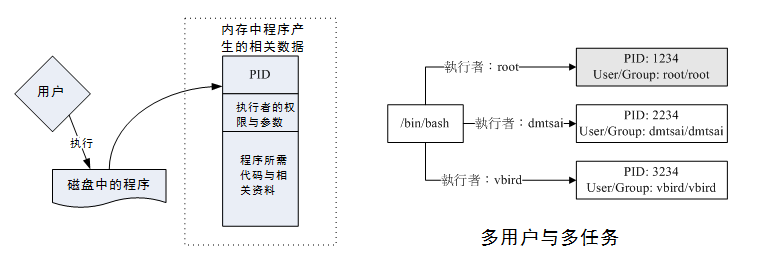 内存中程序产
生的相关数据
PID
用户
执行者的权
限与参数
执行
程序所需
代码与相
关资料
磁盘中的程序
執行者：root
PID: 1234
User/Group: root/root
/bin/bash
執行者：dmtsai
PID: 2234
User/Group: dmtsai/dmtsai
執行者：vbird
PID: 3234
User/Group: vbird/vbird
多用户与多任务